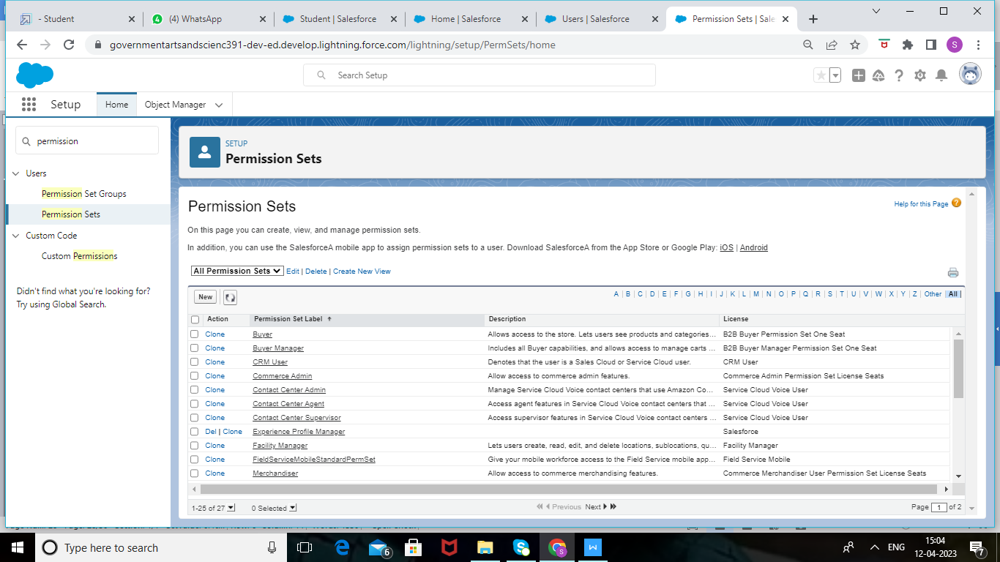 - Student
(4) WhatsApp
Student | Salesforce
Home | Salesforce
Users | Salesforce
Permission Sets | Sale
governmentartsandscienc391-dev-ed.develop.lightning.force.com/lightning/setup/PermSets/home
S
Search Setup
Setup
Home
Object Manager
permission
Users
Permission Set Groups
Permission Sets
Custom Code
Custom Permissions
Didn't find what you're looking for?
Try using Global Search.
SETUP
Permission Sets
Permission Sets
Help for this Page ?
On this page you can create, view, and manage permission sets.
In addition, you can use the SalesforceA mobile app to assign permission sets to a user. Download SalesforceA from the App Store or Google Play: iOS | Android
All Permission Sets Edit | Delete | Create New View
New
A | B | C | D | E | F | G | H | I | J | K | L | M | N | O | P | Q | R | S | T | U | V | W | X | Y | Z | Other | All |
Action Permission Set Label Description License
Clone Buyer Allows access to the store. Lets users see products and categories... B2B Buyer Permission Set One Seat
Clone Buyer Manager Includes all Buyer capabilities, and allows access to manage carts ... B2B Buyer Manager Permission Set One Seat
Clone CRM User Denotes that the user is a Sales Cloud or Service Cloud user. CRM User
Clone Commerce Admin Allow access to commerce admin features. Commerce Admin Permission Set License Seats
Clone Contact Center Admin Manage Service Cloud Voice contact centers that use Amazon Co... Service Cloud Voice User
Clone Contact Center Agent Access agent features in Service Cloud Voice contact centers that ... Service Cloud Voice User
Clone Contact Center Supervisor Access supervisor features in Service Cloud Voice contact centers ... Service Cloud Voice User
Del | Clone Experience Profile Manager Salesforce
Clone Facility Manager Lets users create, read, edit, and delete locations, sublocations, qu... Facility Manager
Clone FieldServiceMobileStandardPermSet Give your mobile workforce access to the Field Service mobile app... Field Service Mobile
Clone Merchandiser Allow access to commerce merchandising features. Commerce Merchandiser User Permission Set License Seats
1-25 of 27
0 Selected
Previous Next
Page 1 of 2
Type here to search
6
S
W
ENG
15:04
12-04-2023
7